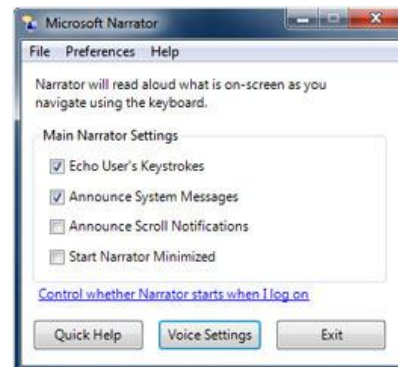 Microsoft Narrator
File Preferences Help
Narrator will read aloud what is on-screen as you
navigate using the keyboard.
Main Narrator Settings
Echo User's Keystrokes
Announce System Messages
Announce Scroll Notifications
Start Narrator Minimized
Control whether Narrator starts when I log on
Quick Help Voice Settings Exit